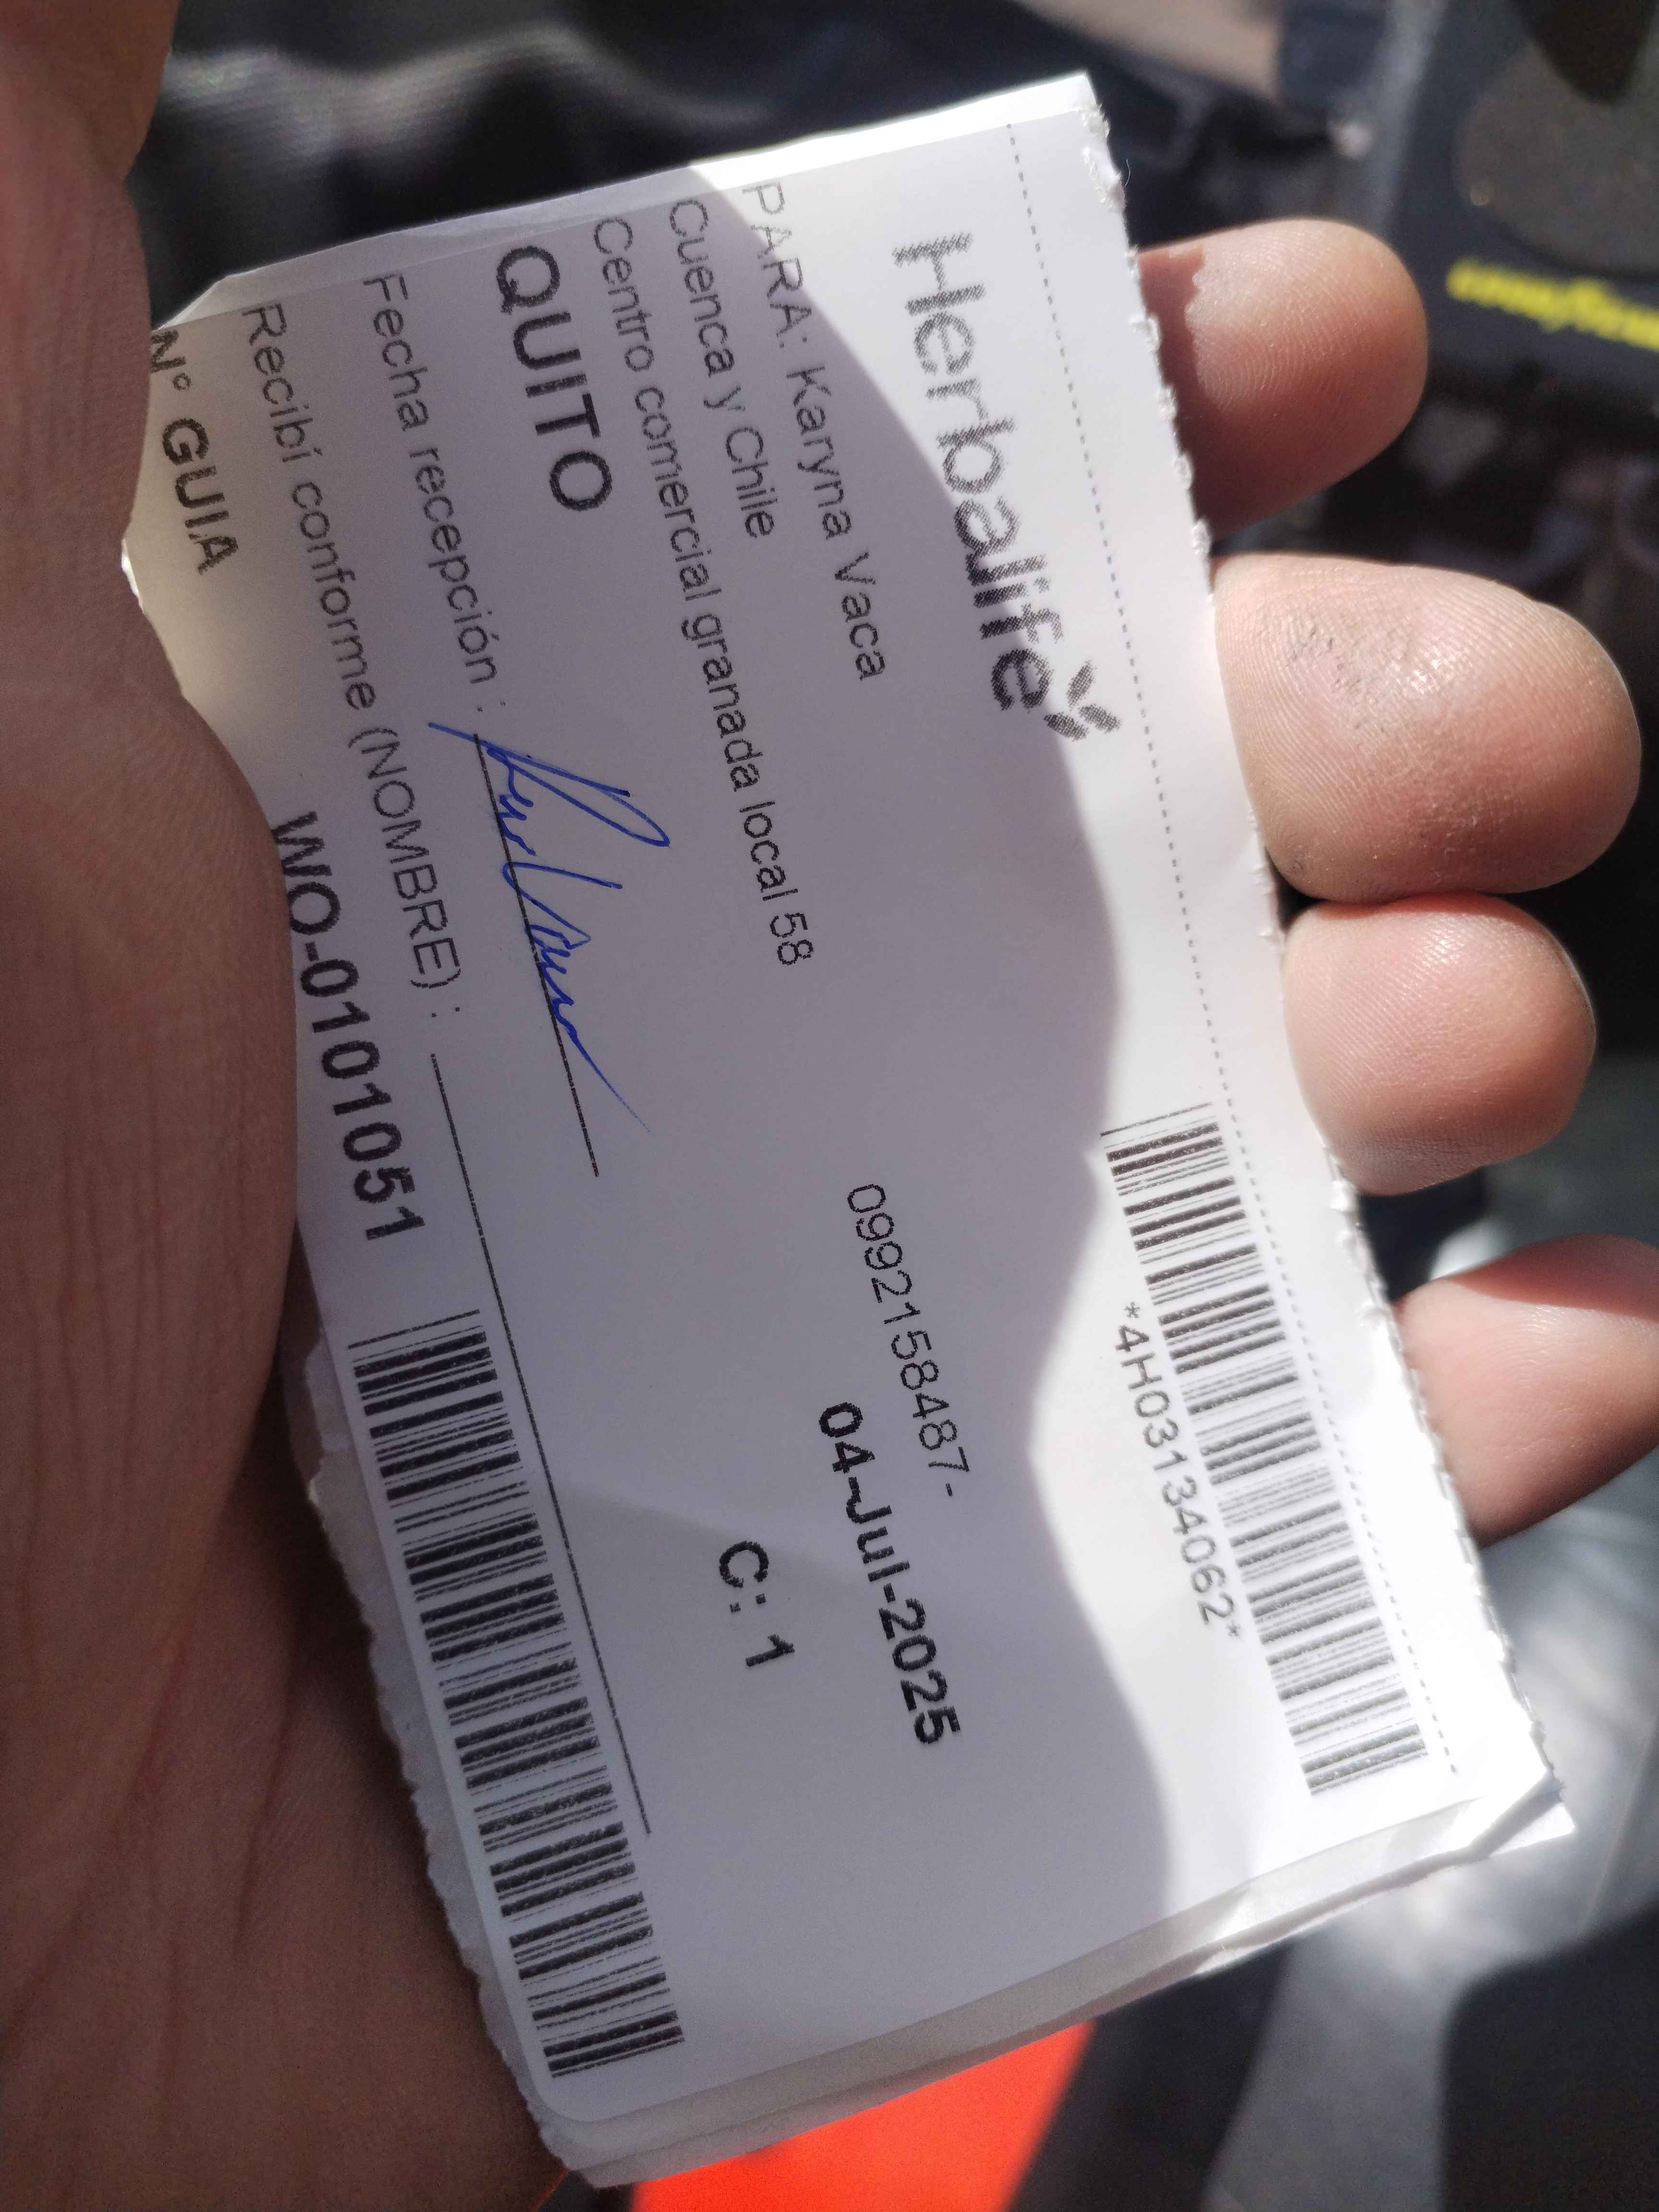 Herbalife
*4H03134062*
PARA: Karyna Vaca
0992158487-
Cuenca y Chile
04-Jul-2025
Centro comercial granada local 58
QUITO
C: 1
Fecha recepción :
Recibí conforme (NOMBRE) :
N° GUIA
WO-0101051